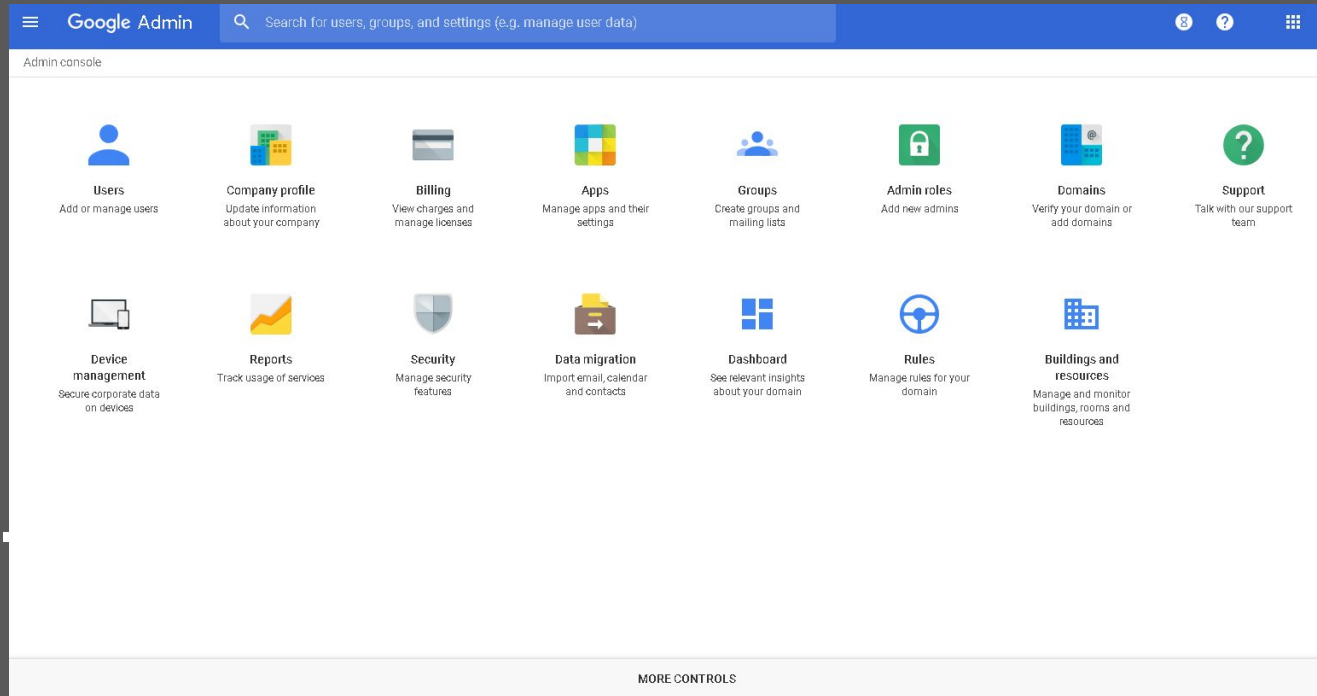 Google Admin
Search for users, groups, and settings (e.g. manage user data)
Admin console
Users
Add or manage users
Company profile
Update information
about your company
Billing
View charges and
manage licenses
Apps
Manage apps and their
settings
Groups
Create groups and
mailing lists
Admin roles
Add new admins
Domains
Verify your domain or
add domains
Support
Talk with our support
team
Device
management
Secure corporate data
on devices
Reports
Track usage of services
Security
Manage security
features
Data migration
Import email, calendar
and contacts
Dashboard
See relevant insights
about your domain
Rules
Manage rules for your
domain
Buildings and
resources
Manage and monitor
buildings, rooms and
resources
MORE CONTROLS